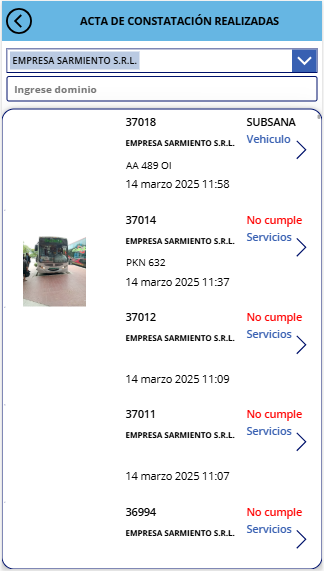 ACTA DE CONSTATACIÓN REALIZADAS
EMPRESA SARMIENTO S.R.L.
Ingrese dominio
37018 SUBSANA
EMPRESA SARMIENTO S.R.L. Vehiculo
AA 489 OI
14 marzo 2025 11:58
37014 No cumple
EMPRESA SARMIENTO S.R.L. Servicios
PKN 632
14 marzo 2025 11:37
37012 No cumple
EMPRESA SARMIENTO S.R.L. Servicios
14 marzo 2025 11:09
37011 No cumple
EMPRESA SARMIENTO S.R.L. Servicios
14 marzo 2025 11:07
36994 No cumple
EMPRESA SARMIENTO S.R.L. Servicios